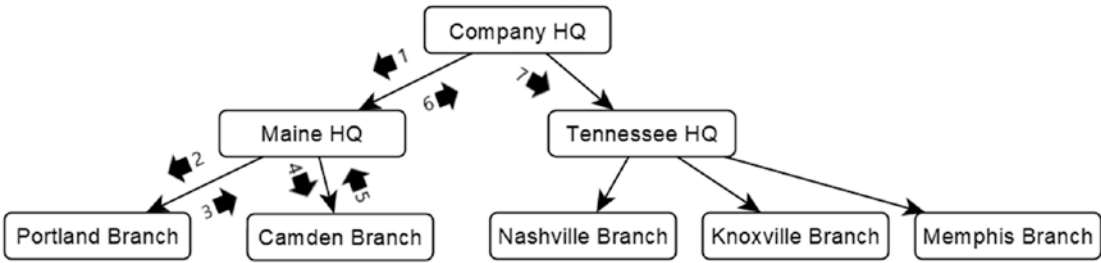 Company HQ
1
6
7
Maine HQ
Tennessee HQ
2
3
4
5
Portland Branch
Camden Branch
Nashville Branch
Knoxville Branch
Memphis Branch